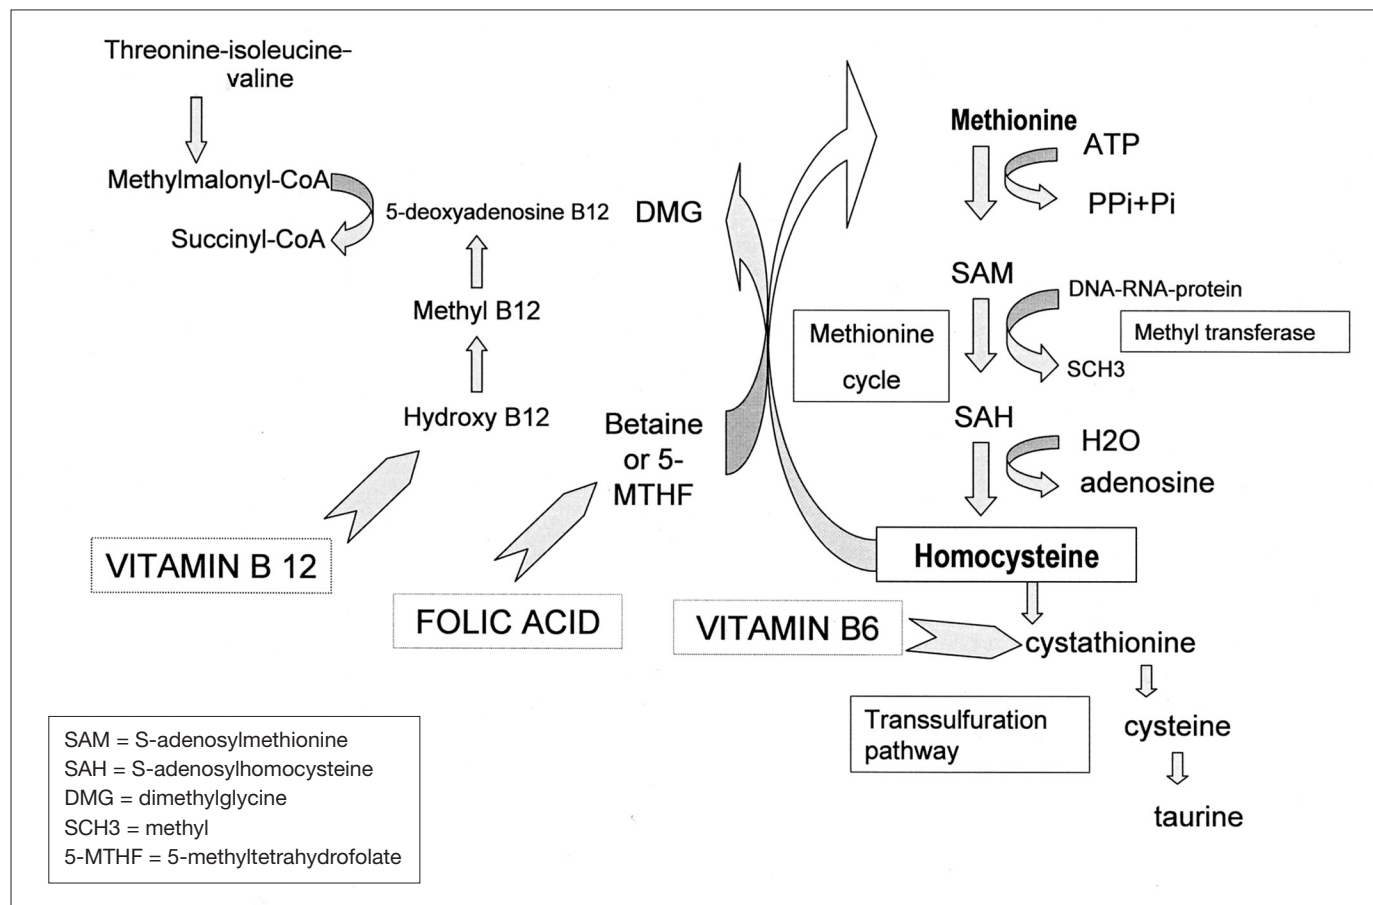 Threonine-isoleucine-
valine
Methylmalonyl-CoA
Succinyl-CoA
5-deoxyadenosine B12
Methyl B12
Hydroxy B12
VITAMIN B 12
DMG
Betaine
or 5-
MTHF
FOLIC ACID
Methionine
ATP
PPi+Pi
SAM
DNA-RNA-protein
Methyl transferase
SCH3
Methionine
cycle
SAH
H2O
adenosine
Homocysteine
VITAMIN B6
cystathionine
Transsulfuration
pathway
cysteine
taurine
SAM = S-adenosylmethionine
SAH = S-adenosylhomocysteine
DMG = dimethylglycine
SCH3 = methyl
5-MTHF = 5-methyltetrahydrofolate